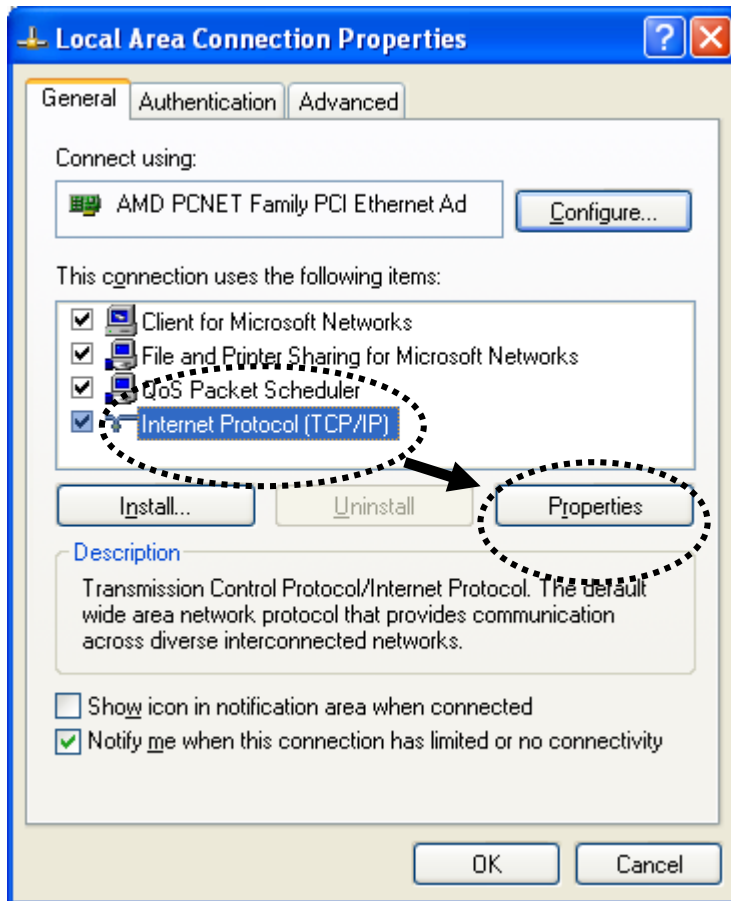 Local Area Connection Properties
General Authentication Advanced
Connect using:
AMD PCNET Family PCI Ethernet Ad
Configure...
This connection uses the following items:
Client for Microsoft Networks
File and Printer Sharing for Microsoft Networks
QoS Packet Scheduler
Internet Protocol (TCP/IP)
Install... Uninstall Properties
Description
Transmission Control Protocol/Internet Protocol. The default
wide area network protocol that provides communication
across diverse interconnected networks.
Show icon in notification area when connected
Notify me when this connection has limited or no connectivity
OK Cancel